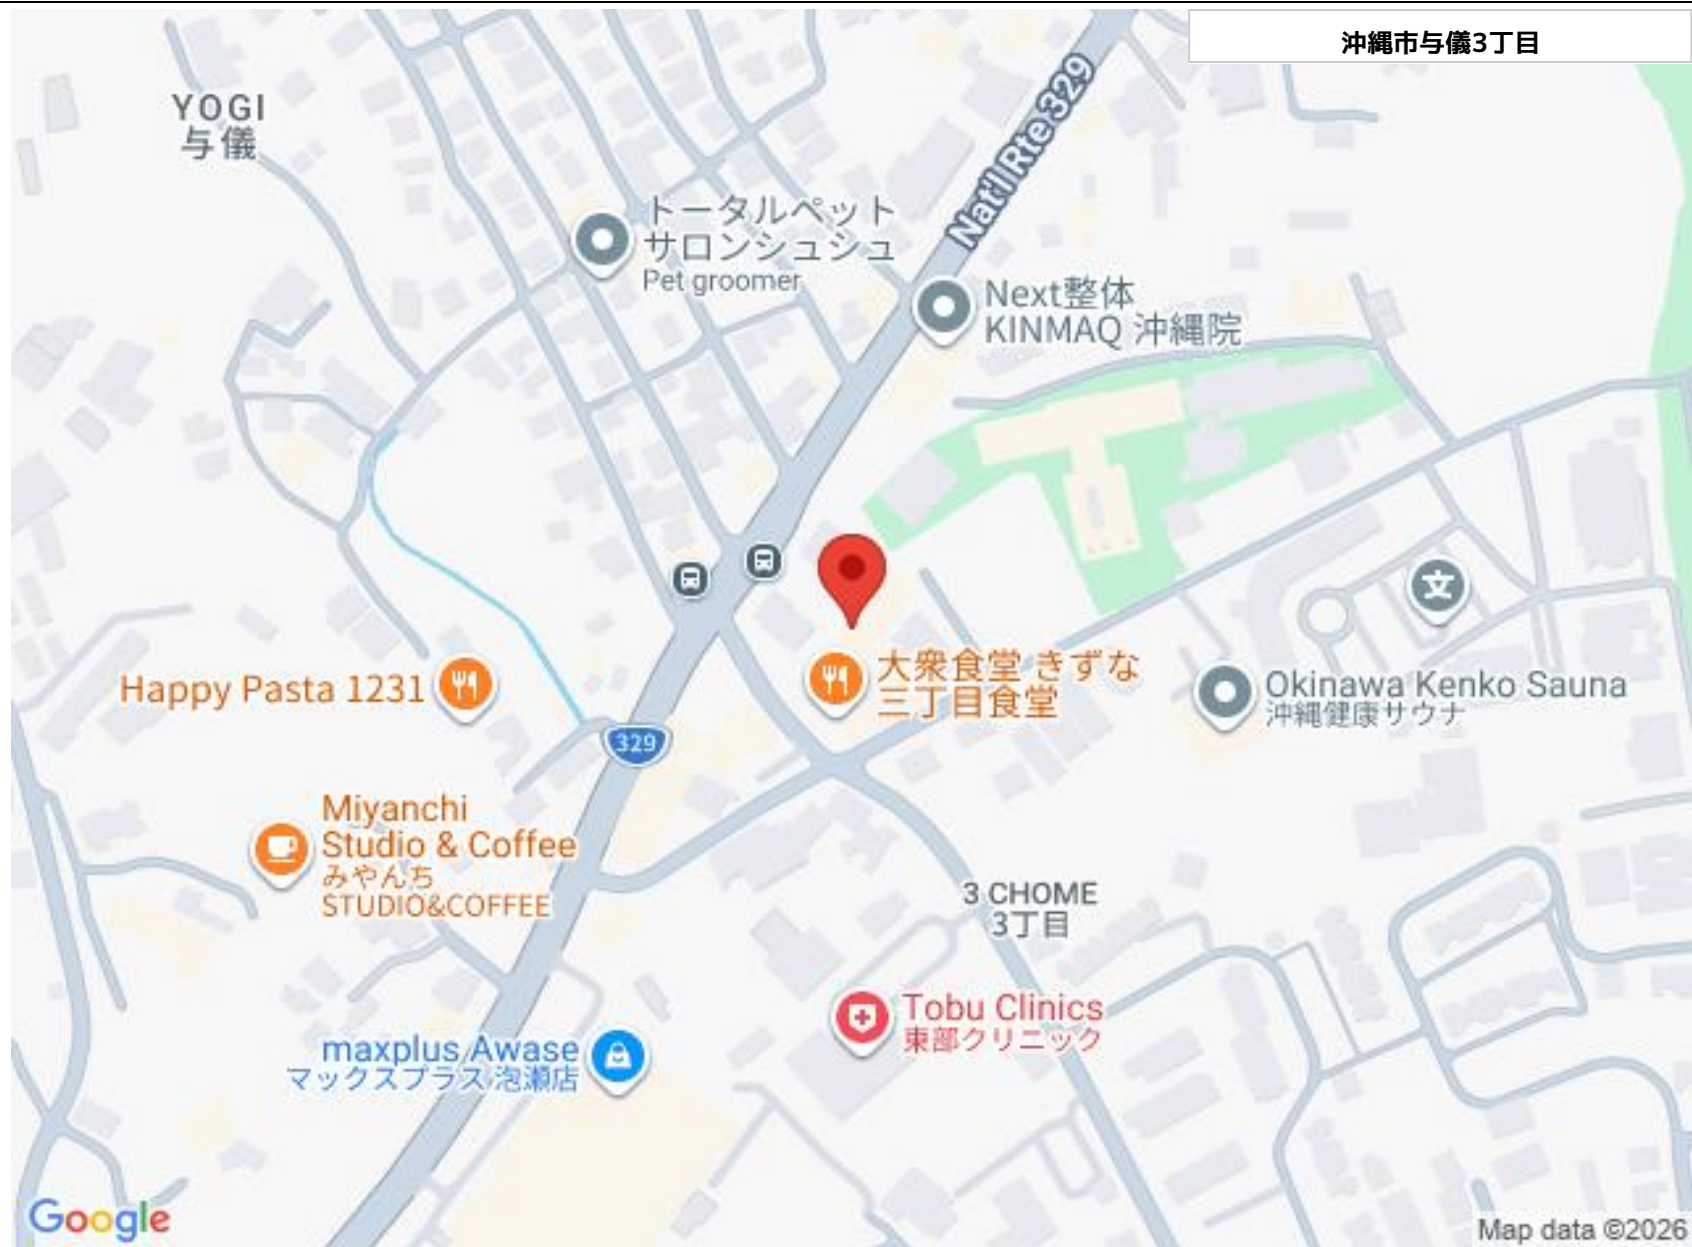 沖縄市与儀3丁目
Nat'l Rte 329
YOGI
与儀
トータルペット
サロンシュシュ
Pet groomer
Next整体
KINMAQ 沖縄院
文
大衆食堂 きずな
三丁目食堂
Happy Pasta 1231
Okinawa Kenko Sauna
沖縄健康サウナ
329
Miyanchi
Studio & Coffee
みやんち
STUDIO&COFFEE
3 CHOME
3丁目
Tobu Clinics
東部クリニック
maxplus Awase
マックスプラス 泡瀬店
Google
Map data ©2026